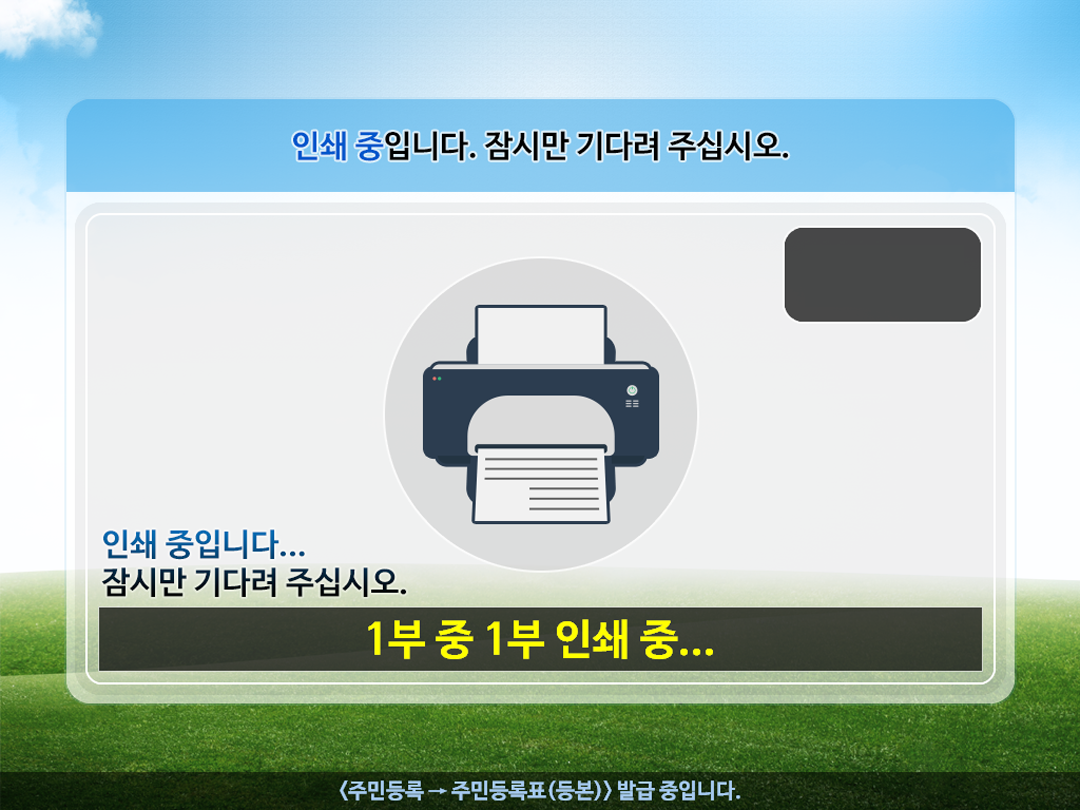 인쇄 중입니다. 잠시만 기다려 주십시오.
인쇄 중입니다...
잠시만 기다려 주십시오.
1부 중 1부 인쇄 중...
<주민등록 → 주민등록표(등본)> 발급 중입니다.